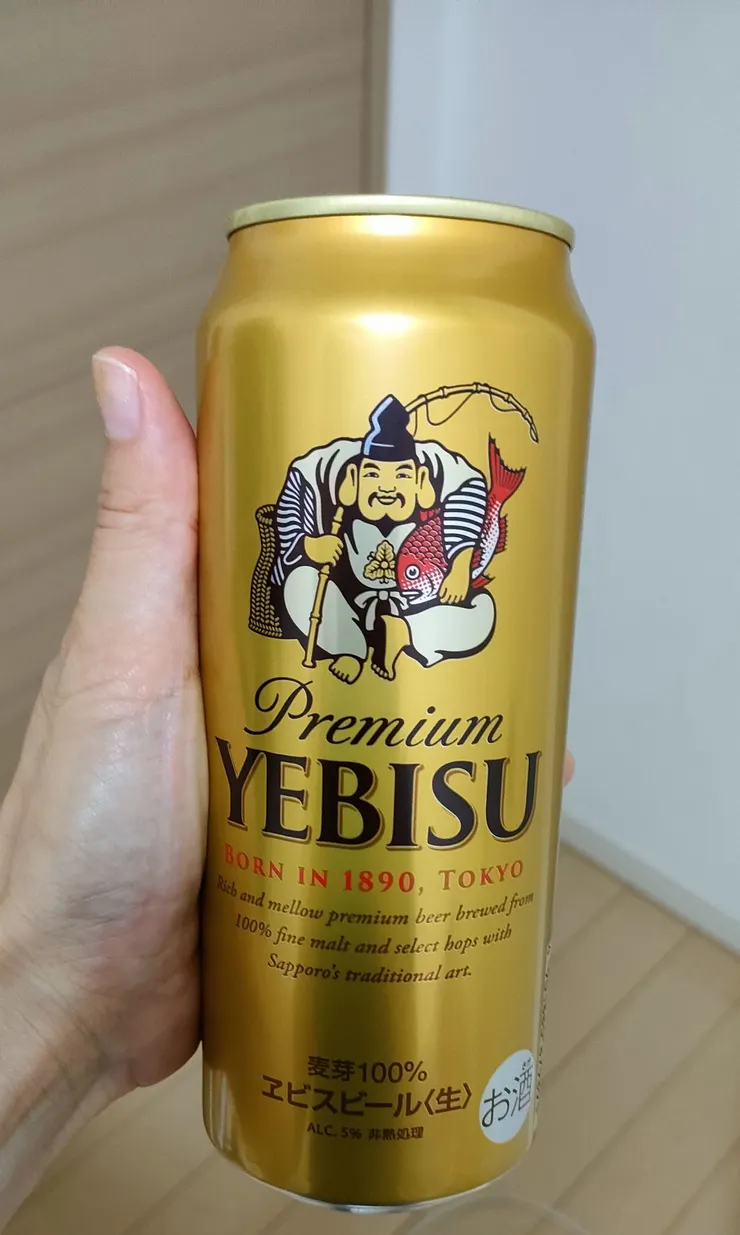 Premium
YEBISU
BORN IN 1890, TOKYO
Rich and mellow premium beer brewed from
100% fine malt and select hops with
Sapporo's traditional art.
麦芽100%
ヱビスビール〈生〉
ALC. 5% 非熱処理
お酒